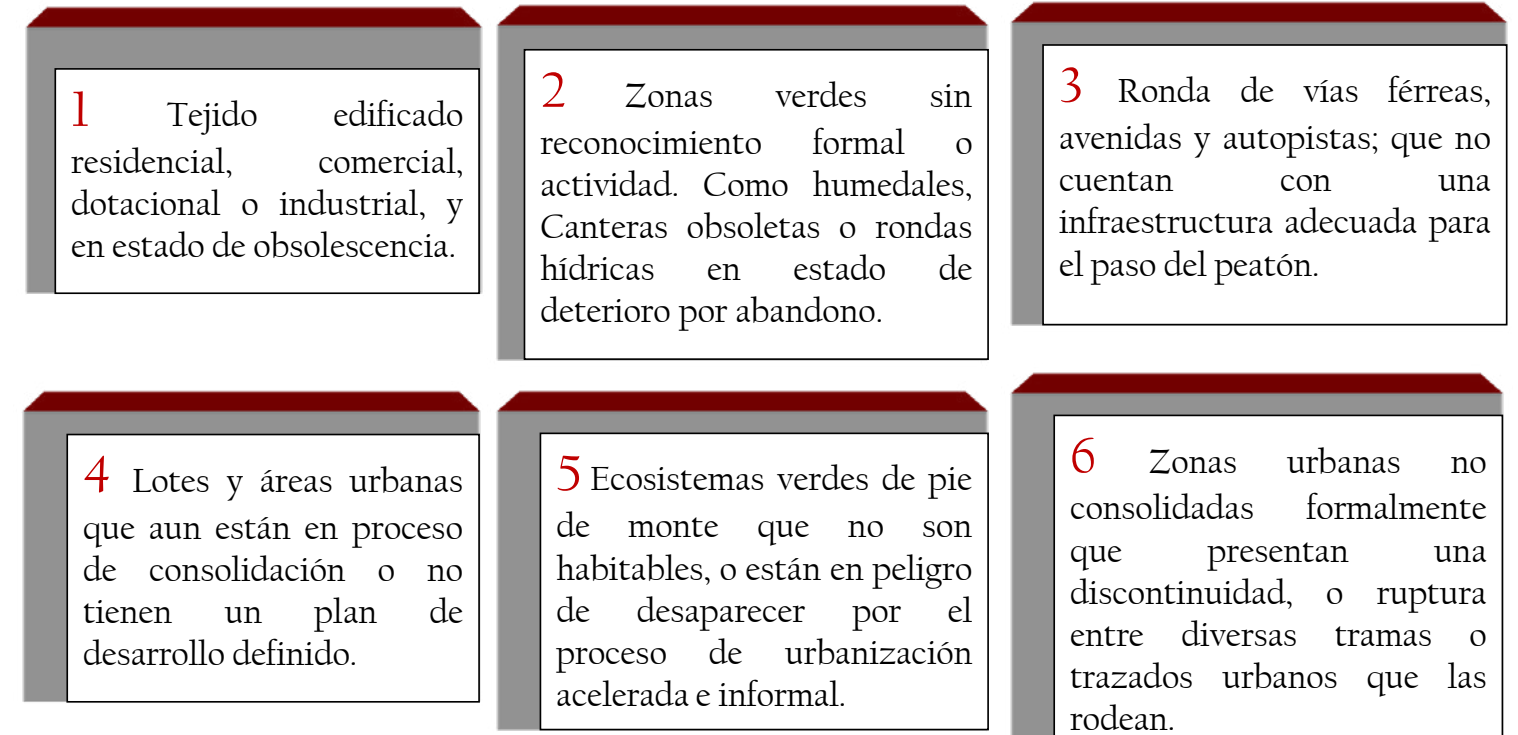 1 Tejido edificado
residencial, comercial,
dotacional o industrial, y
en estado de obsolescencia.
2 Zonas verdes sin
reconocimiento formal o
actividad. Como humedales,
Canteras obsoletas o rondas
hídricas en estado de
deterioro por abandono.
3 Ronda de vías férreas,
avenidas y autopistas; que no
cuentan con una
infraestructura adecuada para
el paso del peatón.
4 Lotes y áreas urbanas
que aun están en proceso
de consolidación o no
tienen un plan de
desarrollo definido.
5 Ecosistemas verdes de pie
de monte que no son
habitables, o están en peligro
de desaparecer por el
proceso de urbanización
acelerada e informal.
6 Zonas urbanas no
consolidadas formalmente
que presentan una
discontinuidad, o ruptura
entre diversas tramas o
trazados urbanos que las
rodean.